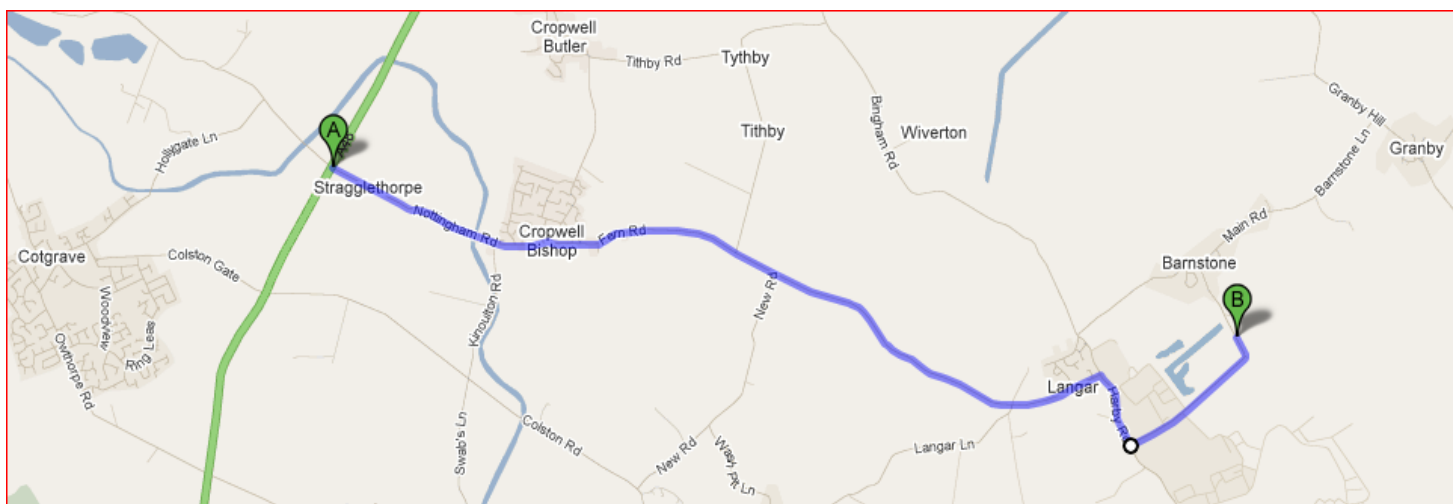 Cropwell
Butler
Tithby Rd
Tythby
Bingham Rd
Granby Hill
Hollygate Ln
A
A46
Tithby
Wiverton
Barnstone Ln
Granby
Stragglethorpe
Nottingham Rd
Cropwell
Bishop
Fern Rd
Main Rd
Cotgrave
Colston Gate
Barnstone
New Rd
B
Woodview
Ring Leas
Kinoulton Rd
Owthorpe Rd
Langar
Harby R
Swab's Ln
Colston Rd
New Rd
Wash Pit Ln
Langar Ln